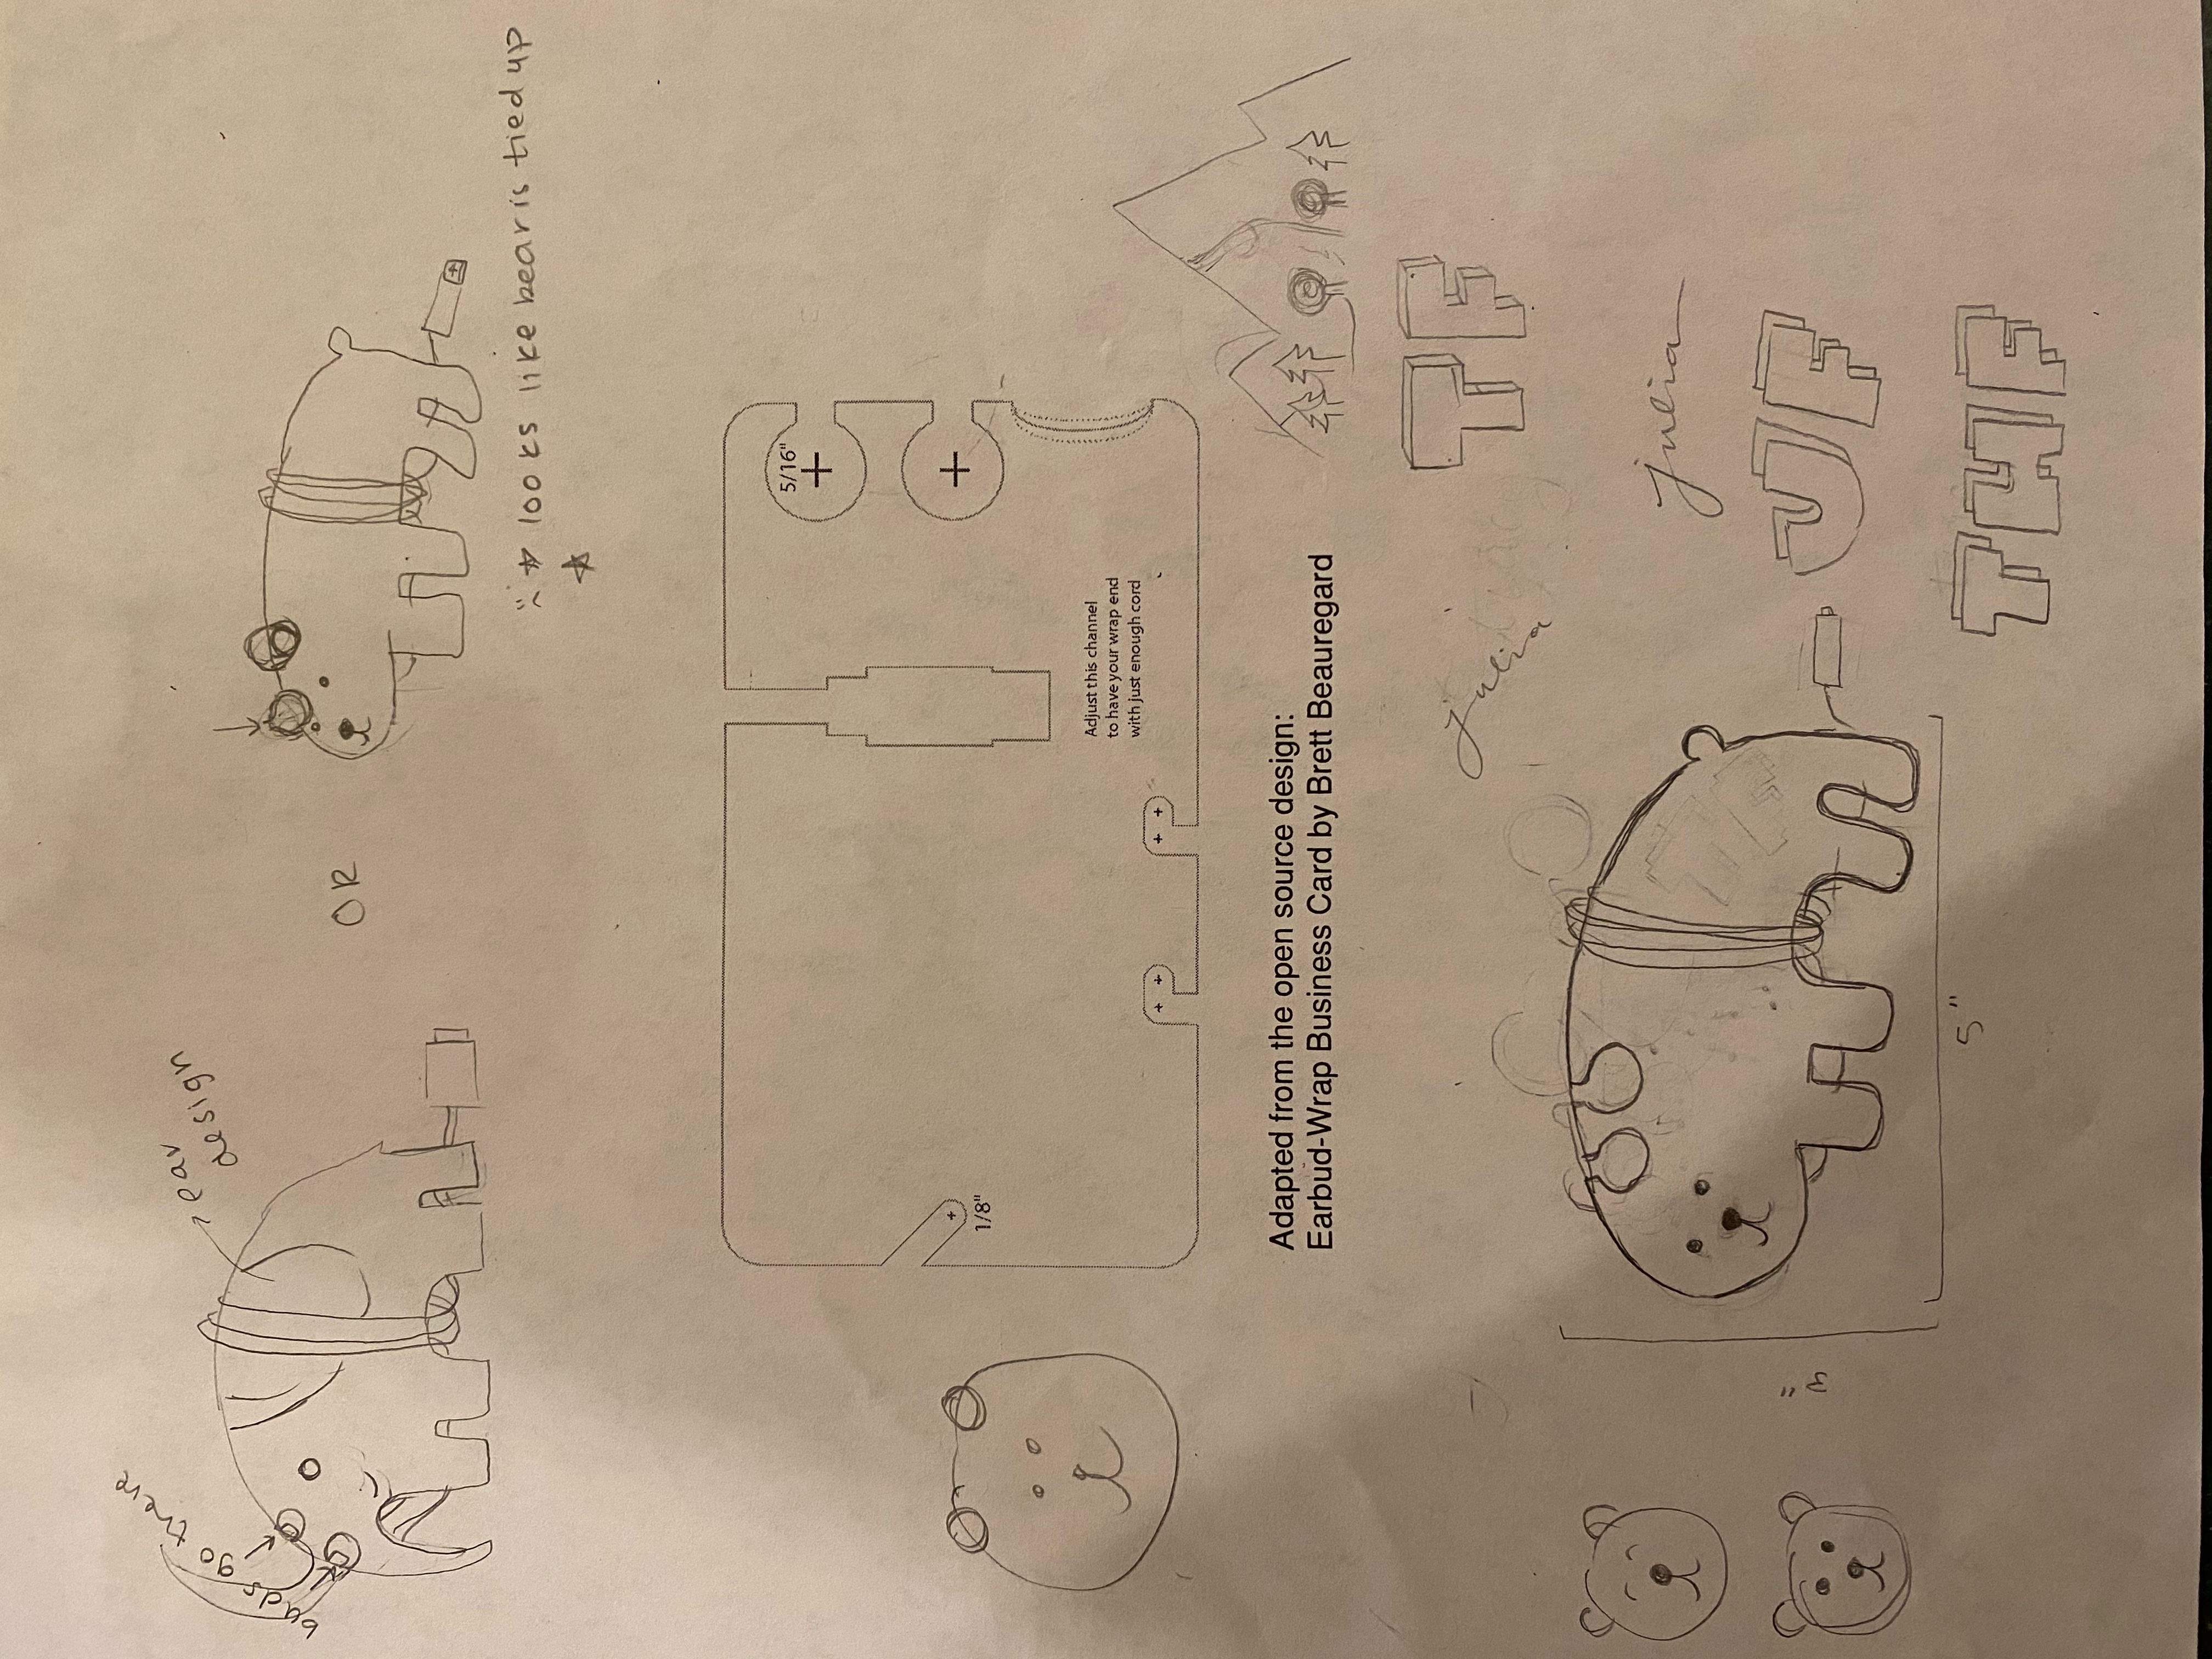 buds go there
ear
design
OR
looks like bear is tied up
5/16"
1/8"
Adjust this channel
to have your wrap end
with just enough cord
Adapted from the open source design:
Earbud-Wrap Business Card by Brett Beauregard
TF
julia
julia
3"
JF
5"
THF